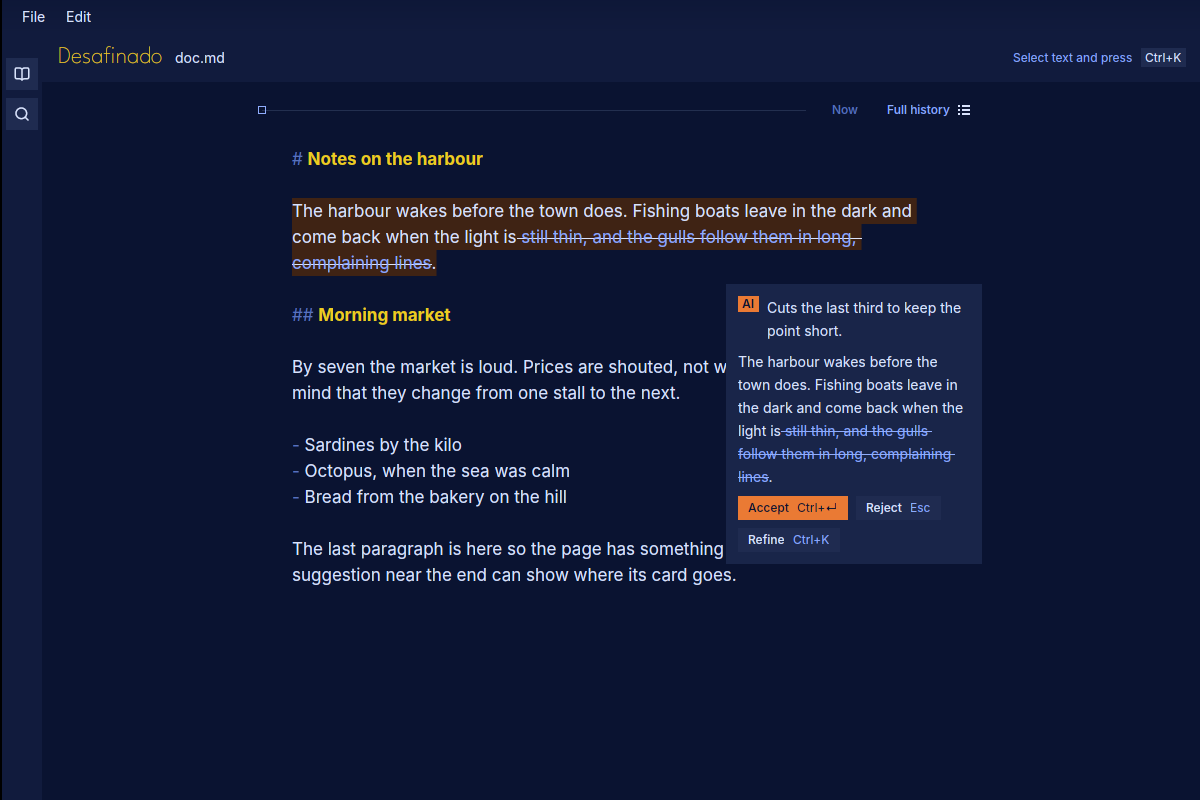 File Edit
Desafinado doc.md Select text and press Ctrl+K
Now Full history
# Notes on the harbour
The harbour wakes before the town does. Fishing boats leave in the dark and
come back when the light is still thin, and the gulls follow them in long,
complaining lines.
## Morning market
By seven the market is loud. Prices are shouted, not w
mind that they change from one stall to the next.
- Sardines by the kilo
- Octopus, when the sea was calm
- Bread from the bakery on the hill
The last paragraph is here so the page has something
suggestion near the end can show where its card goes.
AI Cuts the last third to keep the
point short.
The harbour wakes before the
town does. Fishing boats leave in
the dark and come back when the
light is still thin, and the gulls
follow them in long, complaining
lines.
Accept Ctrl+↵ Reject Esc
Refine Ctrl+K